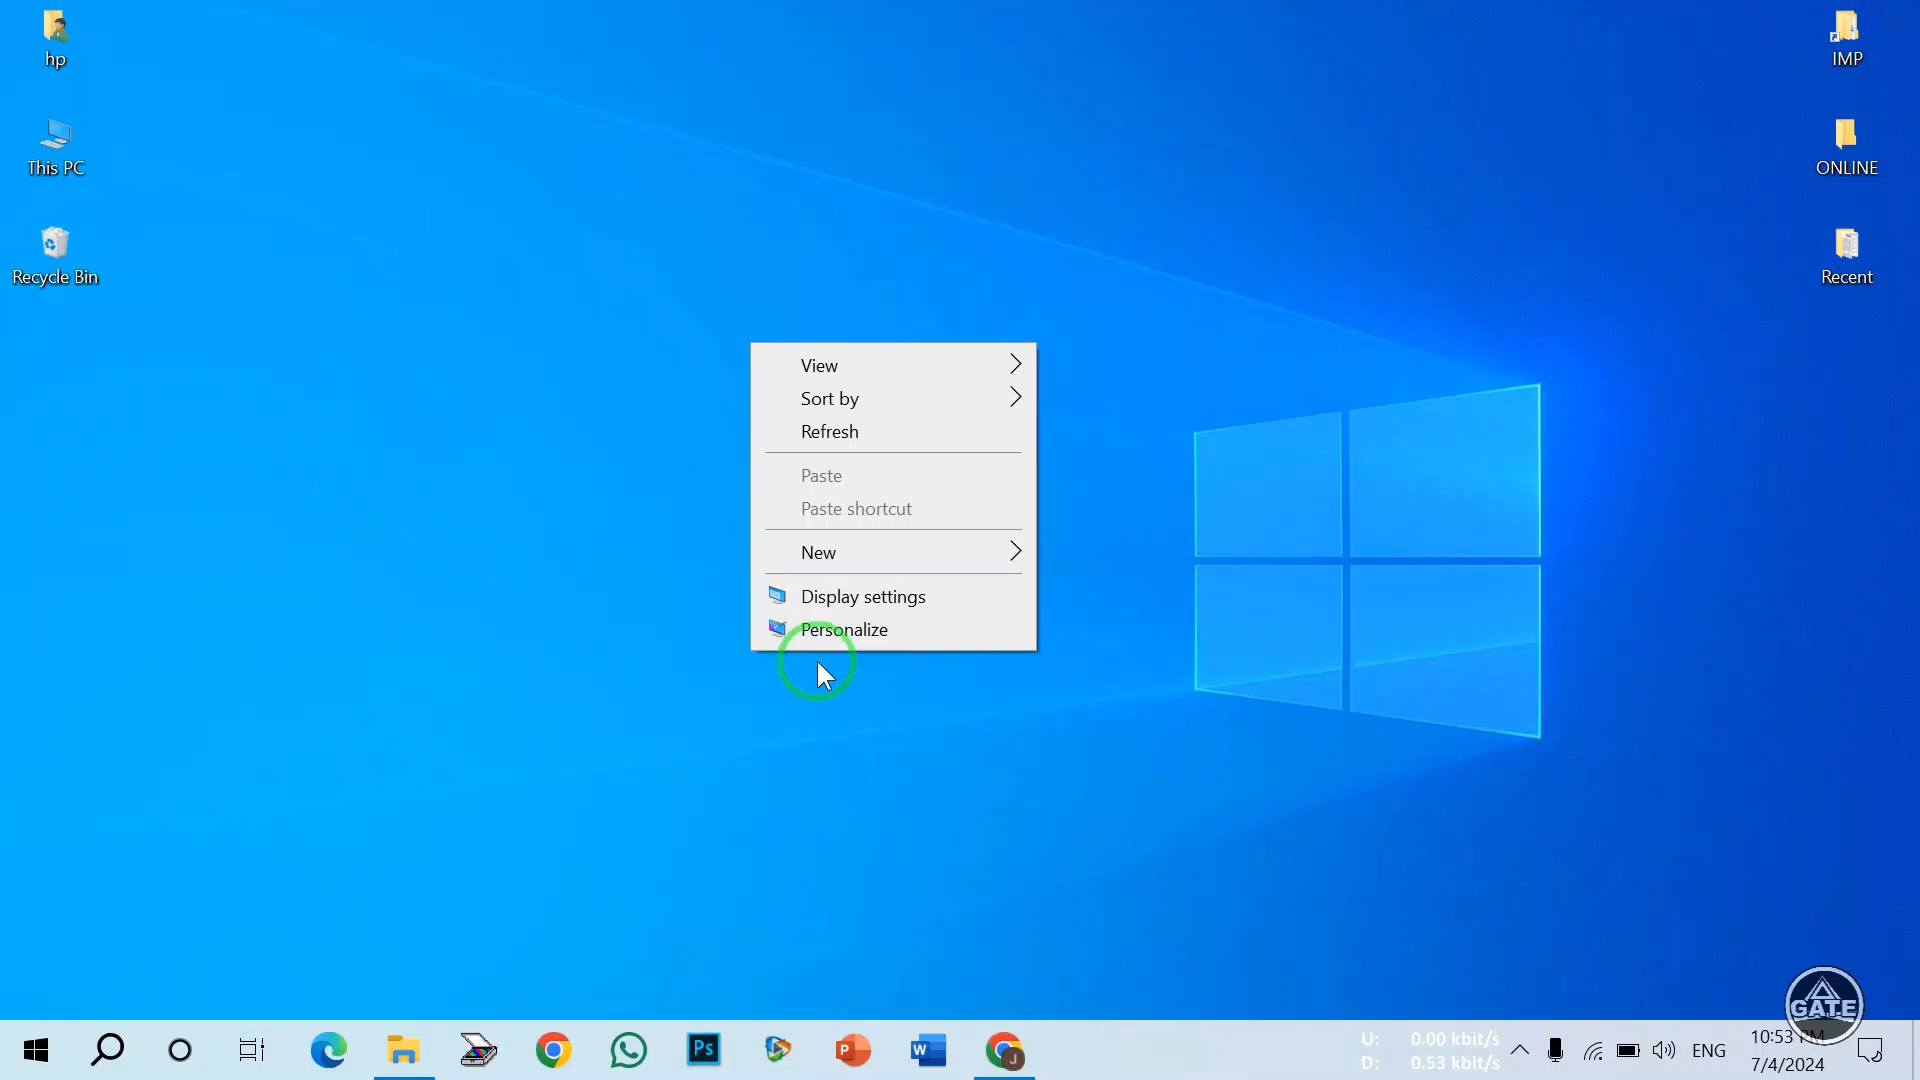 hp
This PC
Recycle Bin
IMP
ONLINE
Recent
View
Sort by
Refresh
Paste
Paste shortcut
New
Display settings
Personalize
Ps
P
W
J
U: 0.00 kbit/s
D: 0.53 kbit/s
ENG
10:53 PM
7/4/2024
GATE